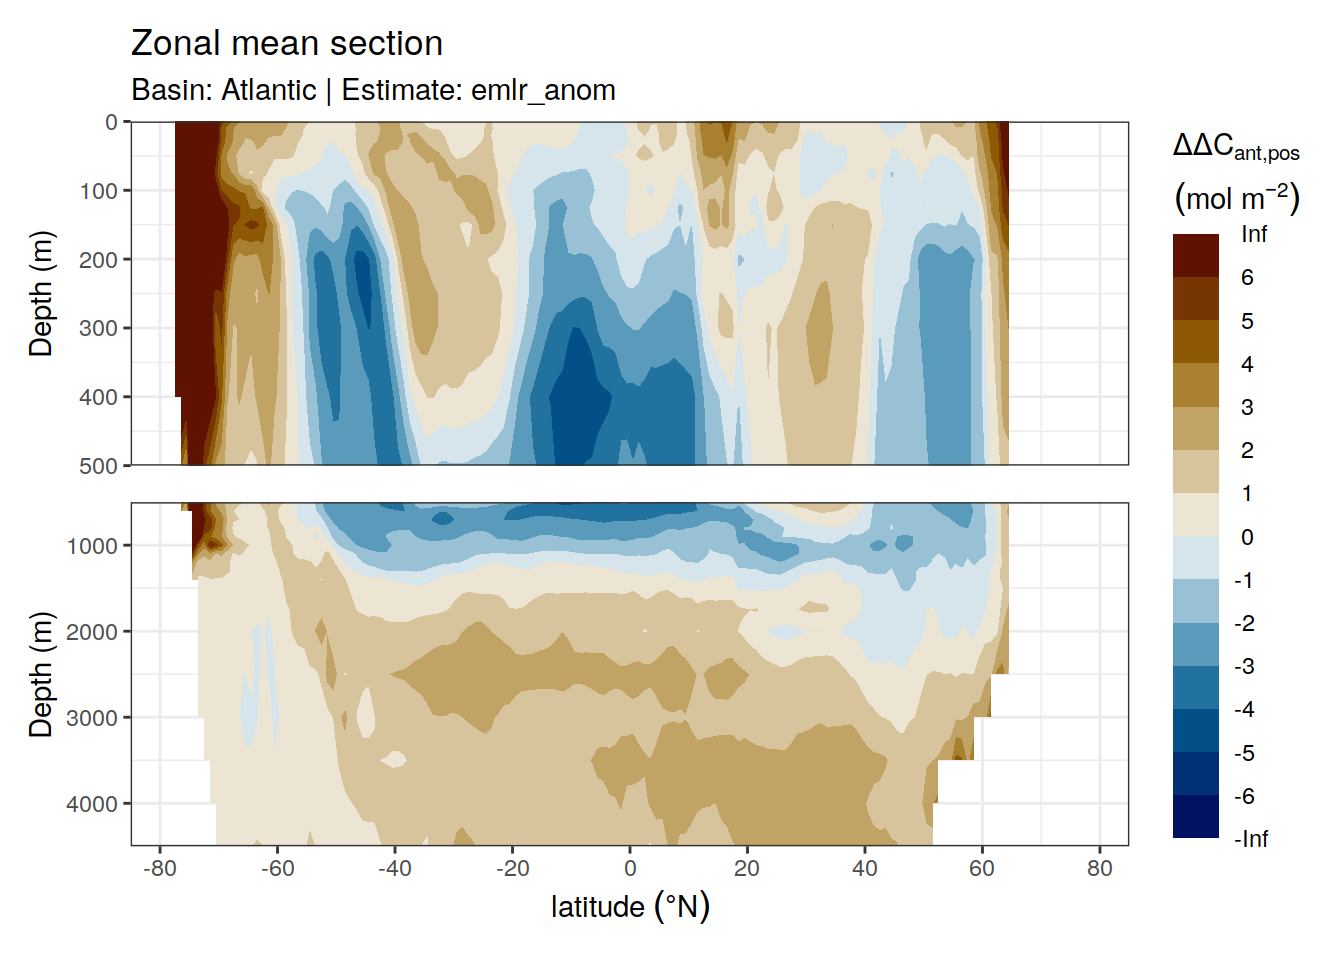 Zonal mean section
Basin: Atlantic | Estimate: emlr_anom
0
100
200
300
400
500
Depth (m)
1000
2000
3000
4000
Depth (m)
-80 -60 -40 -20 0 20 40 60 80
latitude (°N)
ΔΔC_ant,pos
(mol m⁻²)
Inf
6
5
4
3
2
1
0
-1
-2
-3
-4
-5
-6
-Inf